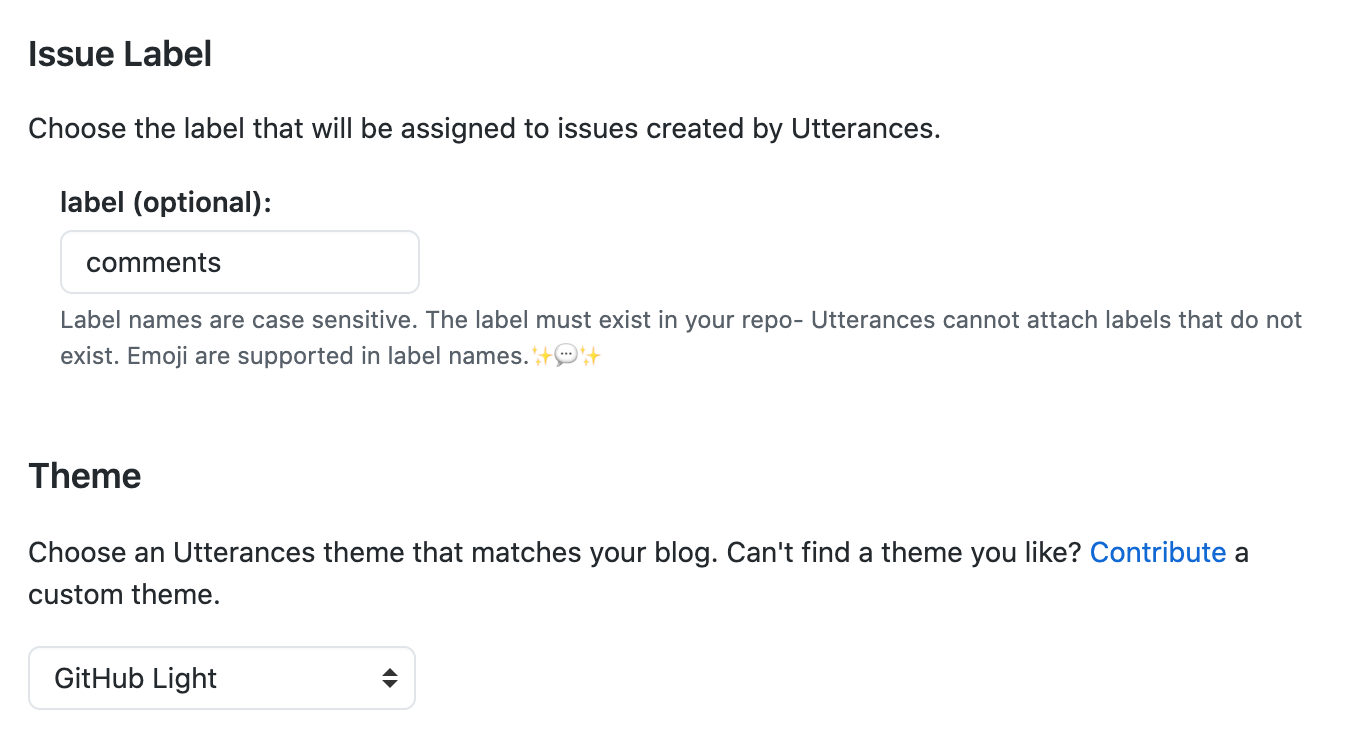 Issue Label
Choose the label that will be assigned to issues created by Utterances.
label (optional):
comments
Label names are case sensitive. The label must exist in your repo- Utterances cannot attach labels that do not
exist. Emoji are supported in label names.✨💬✨
Theme
Choose an Utterances theme that matches your blog. Can't find a theme you like? Contribute a
custom theme.
GitHub Light